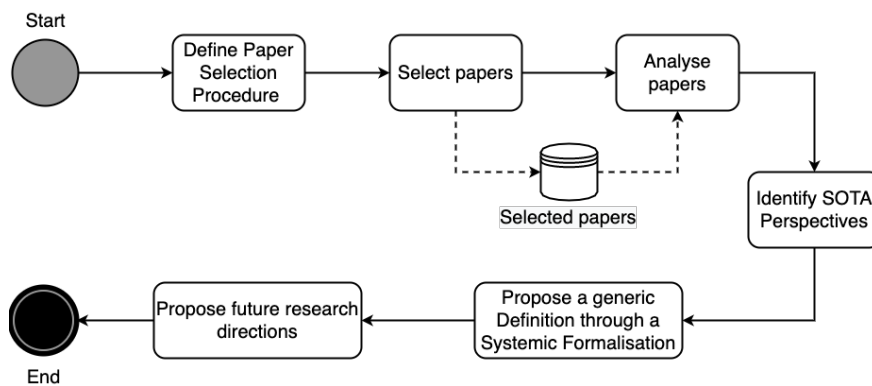 Start
Define Paper
Selection
Procedure
Select papers
Analyse
papers
Selected papers
Identify SOTA
Perspectives
Propose a generic
Definition through a
Systemic Formalisation
Propose future research
directions
End